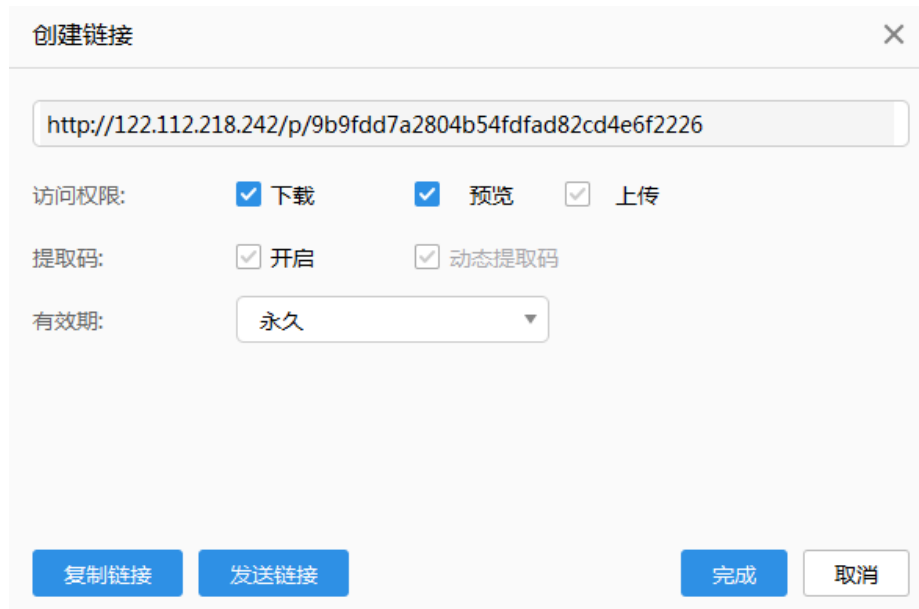 创建链接
http://122.112.218.242/p/9b9fdd7a2804b54fdfad82cd4e6f2226
访问权限: 下载 预览 上传
提取码: 开启 动态提取码
有效期: 永久
复制链接 发送链接 完成 取消